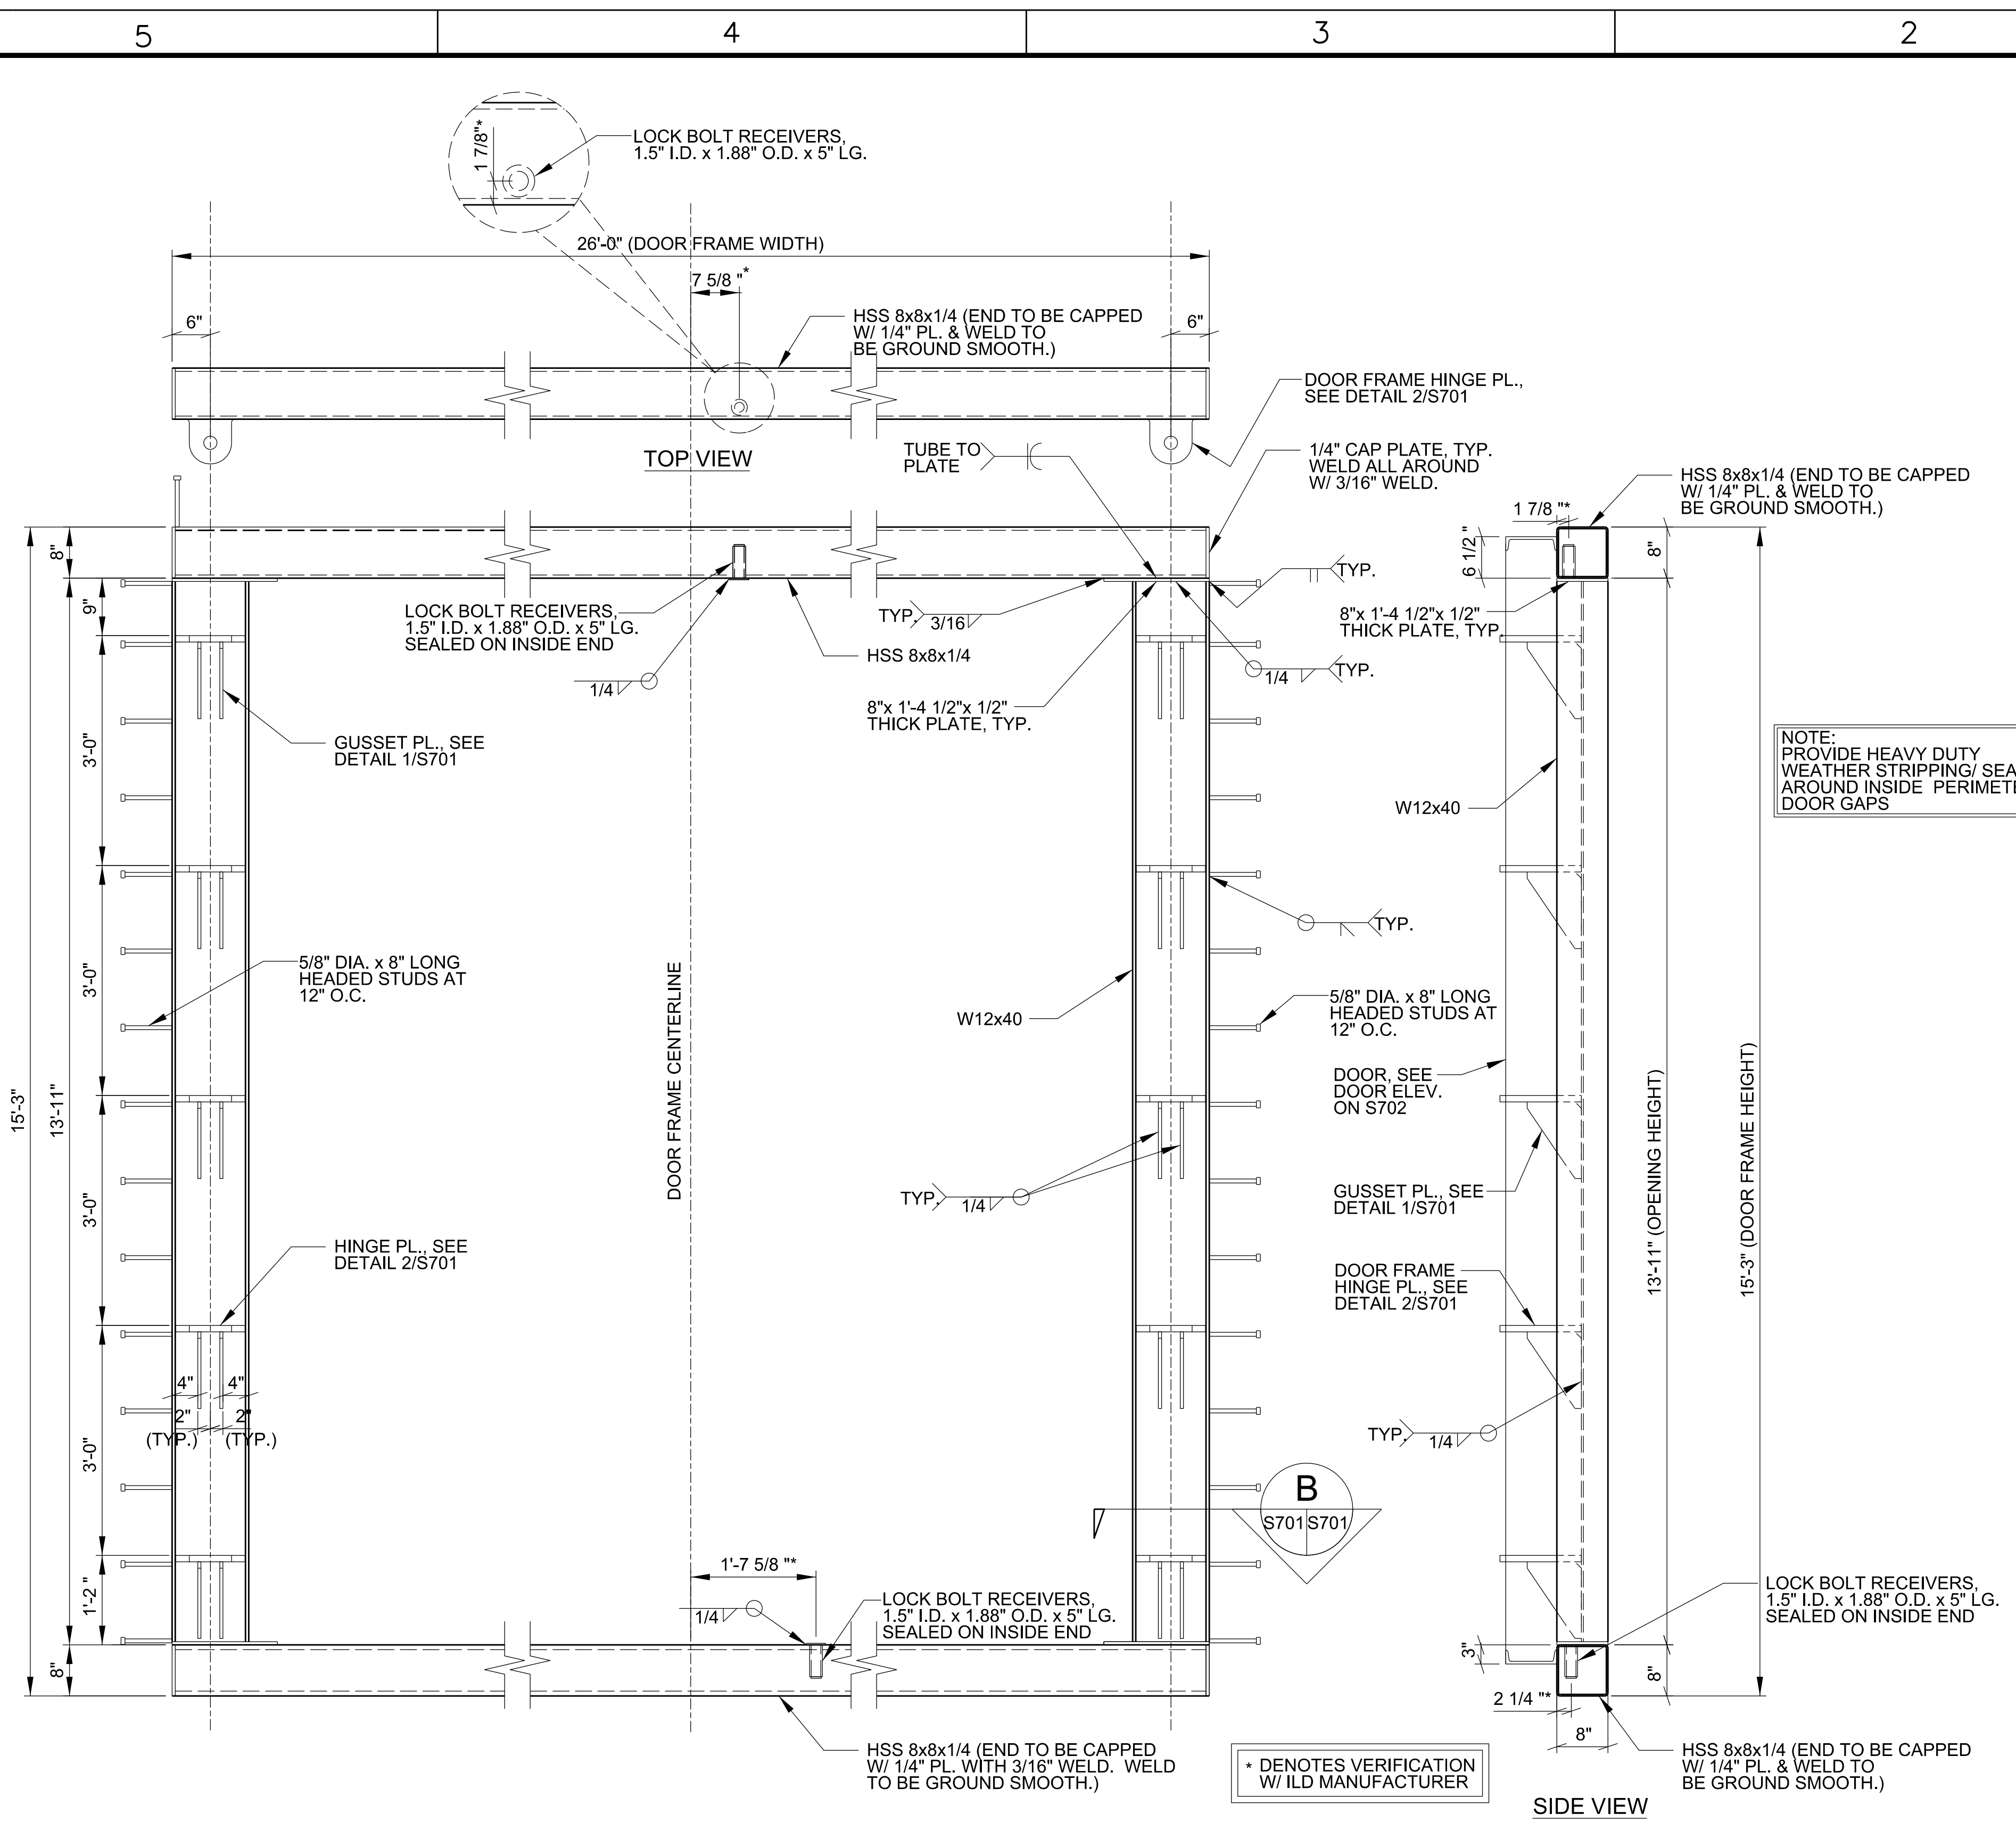 5
4
3
2
LOCK BOLT RECEIVERS,
1.5" I.D. x 1.88" O.D. x 5" LG.
1 7/8"*
26'-0" (DOOR FRAME WIDTH)
7 5/8 "*
6"
HSS 8x8x1/4 (END TO BE CAPPED
W/ 1/4" PL. & WELD TO
BE GROUND SMOOTH.)
6"
DOOR FRAME HINGE PL.,
SEE DETAIL 2/S701
TOP VIEW
TUBE TO
PLATE
1/4" CAP PLATE, TYP.
WELD ALL AROUND
W/ 3/16" WELD.
HSS 8x8x1/4 (END TO BE CAPPED
W/ 1/4" PL. & WELD TO
BE GROUND SMOOTH.)
1 7/8 "*
6 1/2 "
8"
8"
TYP.
9"
LOCK BOLT RECEIVERS,
1.5" I.D. x 1.88" O.D. x 5" LG.
SEALED ON INSIDE END
TYP.
3/16
8"x 1'-4 1/2"x 1/2"
THICK PLATE, TYP.
HSS 8x8x1/4
1/4
1/4
TYP.
8"x 1'-4 1/2"x 1/2"
THICK PLATE, TYP.
GUSSET PL., SEE
DETAIL 1/S701
3'-0"
NOTE:
PROVIDE HEAVY DUTY
WEATHER STRIPPING/ SEA
AROUND INSIDE PERIMETE
DOOR GAPS
W12x40
TYP.
5/8" DIA. x 8" LONG
HEADED STUDS AT
12" O.C.
3'-0"
DOOR FRAME CENTERLINE
W12x40
5/8" DIA. x 8" LONG
HEADED STUDS AT
12" O.C.
DOOR, SEE
DOOR ELEV.
ON S702
15'-3"
13'-11"
13'-11" (OPENING HEIGHT)
15'-3" (DOOR FRAME HEIGHT)
3'-0"
TYP.
1/4
GUSSET PL., SEE
DETAIL 1/S701
HINGE PL., SEE
DETAIL 2/S701
DOOR FRAME
HINGE PL., SEE
DETAIL 2/S701
4"
4"
2"
2"
(TYP.)
(TYP.)
3'-0"
TYP.
1/4
B
S701
S701
1'-7 5/8 "*
1'-2 "
1/4
LOCK BOLT RECEIVERS,
1.5" I.D. x 1.88" O.D. x 5" LG.
SEALED ON INSIDE END
LOCK BOLT RECEIVERS,
1.5" I.D. x 1.88" O.D. x 5" LG.
SEALED ON INSIDE END
8"
3"
8"
2 1/4 "*
8"
HSS 8x8x1/4 (END TO BE CAPPED
W/ 1/4" PL. WITH 3/16" WELD. WELD
TO BE GROUND SMOOTH.)
* DENOTES VERIFICATION
W/ ILD MANUFACTURER
HSS 8x8x1/4 (END TO BE CAPPED
W/ 1/4" PL. & WELD TO
BE GROUND SMOOTH.)
SIDE VIEW